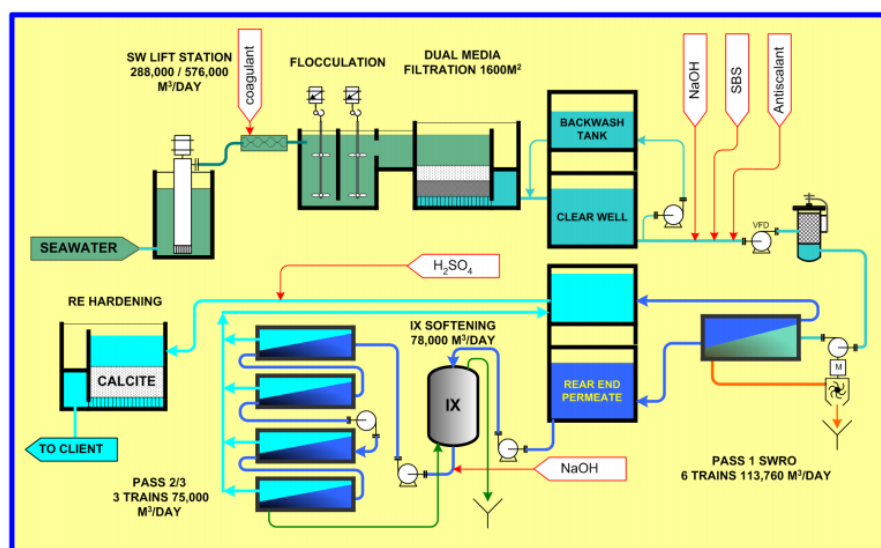 SW LIFT STATION
288,000 / 576,000
M³/DAY
coagulant
FLOCCULATION
DUAL MEDIA
FILTRATION 1600M²
NaOH
SBS
Antiscalant
BACKWASH
TANK
CLEAR WELL
VFD
SEAWATER
H₂SO₄
RE HARDENING
IX SOFTENING
78,000 M³/DAY
CALCITE
IX
REAR END
PERMEATE
M
TO CLIENT
NaOH
PASS 2/3
3 TRAINS 75,000
M³/DAY
PASS 1 SWRO
6 TRAINS 113,760 M³/DAY